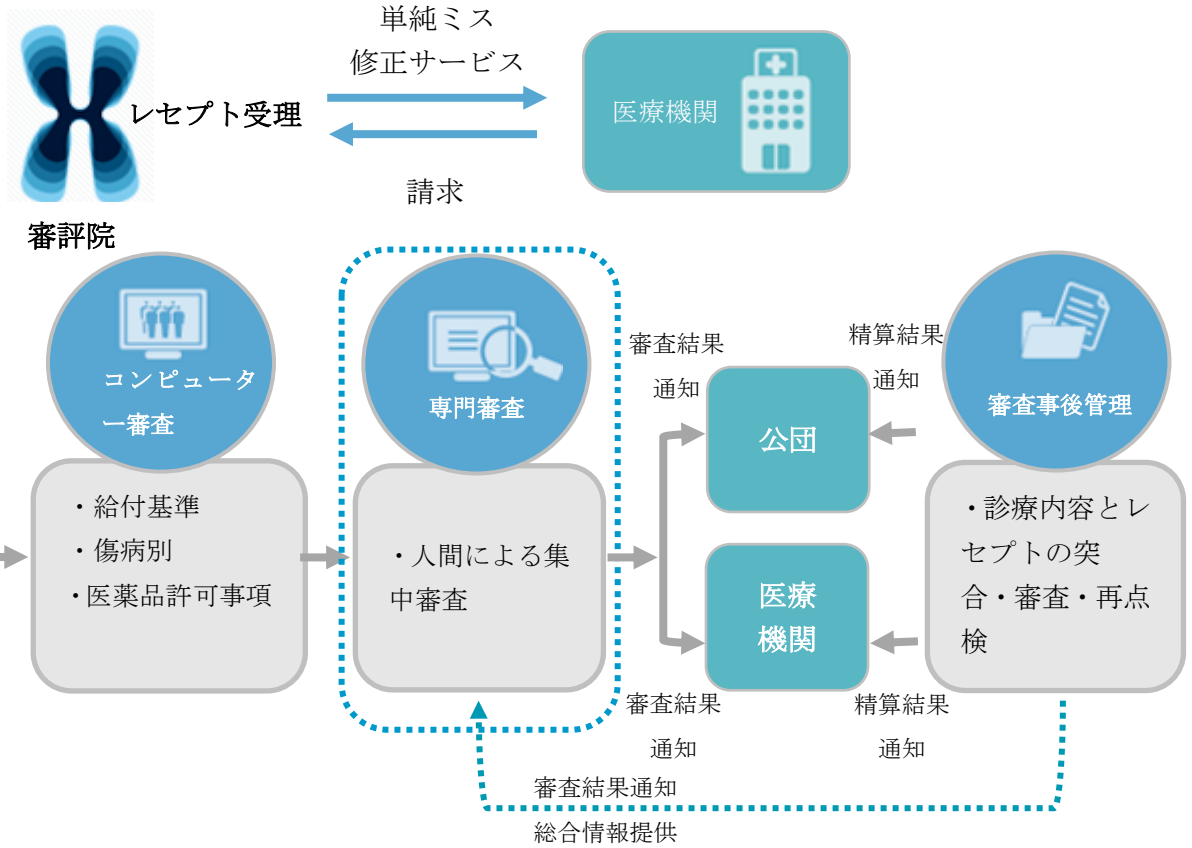 単純ミス
修正サービス
レセプト受理
医療機関
請求
審評院
コンピュータ
ー審査
・給付基準
・傷病別
・医薬品許可事項
専門審査
・人間による集
中審査
審査結果
通知
精算結果
通知
公団
医療
機関
審査結果
通知
精算結果
通知
審査事後管理
・診療内容とレ
セプトの突
合・審査・再点
検
審査結果通知
総合情報提供